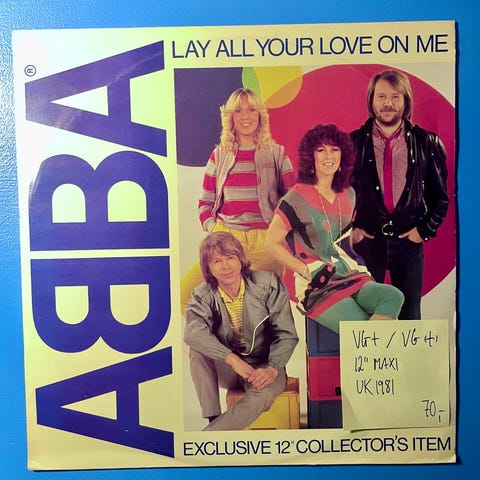 ABBA
®
LAY ALL YOUR LOVE ON ME
VG+ / VG(+)
12" MAXI
UK 1981
70,-
EXCLUSIVE 12" COLLECTOR'S ITEM